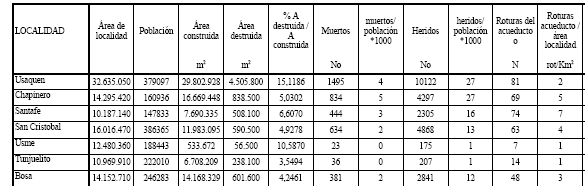 LOCALIDAD Área de localidad Población Área construida m² Área destruida m² % A destruida / A construida Muertos No muertos/ población *1000 Heridos No heridos/ población *1000 Roturas del acueducto o N Roturas acueducto / área localidad rot/Km²
Usaquen 32.635.050 379097 29.802.928 4.505.800 15,1186 1495 4 10122 27 81 2
Chapinero 14.295.420 160936 16.669.448 838.500 5,0302 834 5 4297 27 69 5
Santafe 10.187.140 147833 7.690.335 508.100 6,6070 444 3 2305 16 74 7
San Cristobal 16.016.470 386365 11.983.095 590.500 4,9278 634 2 4868 13 63 4
Usme 12.480.360 188443 533.672 56.500 10,5870 23 0 175 1 7 1
Tunjuelito 10.969.910 222010 6.708.209 238.100 3,5494 36 0 207 1 14 1
Bosa 14.152.710 246283 14.168.329 601.600 4,2461 381 2 2841 12 48 3